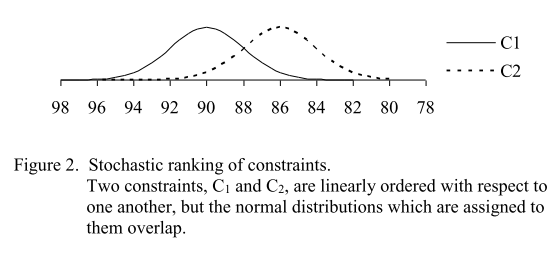 C1
C2
98 96 94 92 90 88 86 84 82 80 78
Figure 2. Stochastic ranking of constraints.
Two constraints, C₁ and C₂, are linearly ordered with respect to
one another, but the normal distributions which are assigned to
them overlap.